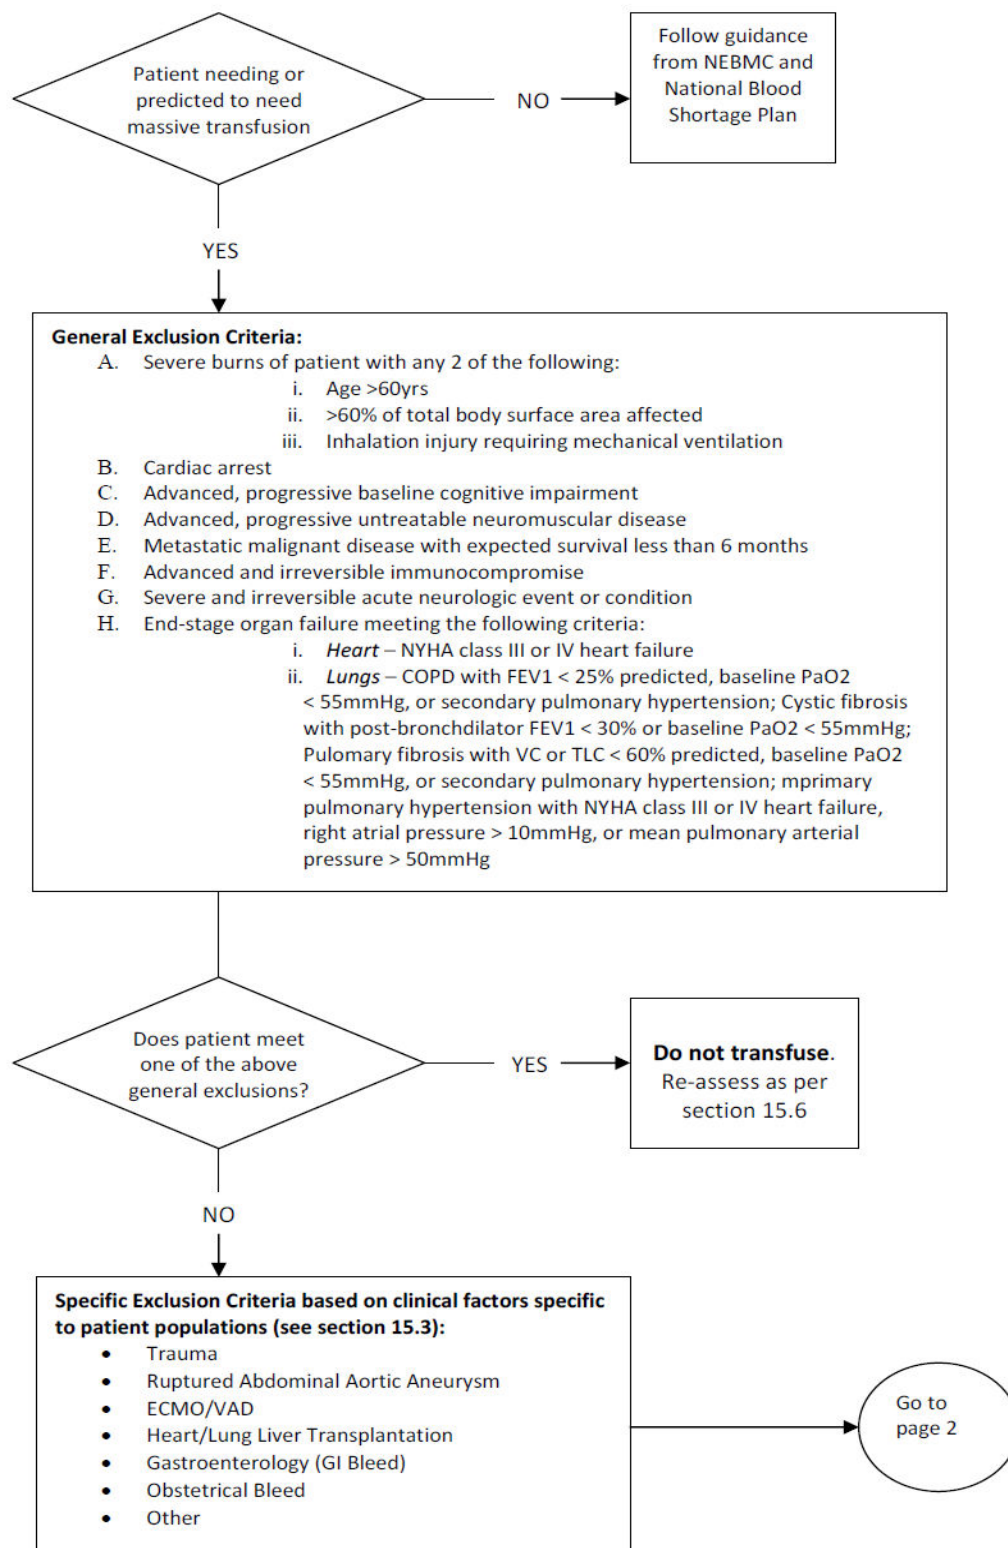 Patient needing or
predicted to need
massive transfusion
NO
Follow guidance
from NEBMC and
National Blood
Shortage Plan
YES
General Exclusion Criteria:
A. Severe burns of patient with any 2 of the following:
i. Age >60yrs
ii. >60% of total body surface area affected
iii. Inhalation injury requiring mechanical ventilation
B. Cardiac arrest
C. Advanced, progressive baseline cognitive impairment
D. Advanced, progressive untreatable neuromuscular disease
E. Metastatic malignant disease with expected survival less than 6 months
F. Advanced and irreversible immunocompromise
G. Severe and irreversible acute neurologic event or condition
H. End-stage organ failure meeting the following criteria:
i. Heart – NYHA class III or IV heart failure
ii. Lungs – COPD with FEV1 < 25% predicted, baseline PaO2
< 55mmHg, or secondary pulmonary hypertension; Cystic fibrosis
with post-bronchdilator FEV1 < 30% or baseline PaO2 < 55mmHg;
Pulomary fibrosis with VC or TLC < 60% predicted, baseline PaO2
< 55mmHg, or secondary pulmonary hypertension; mprimary
pulmonary hypertension with NYHA class III or IV heart failure,
right atrial pressure > 10mmHg, or mean pulmonary arterial
pressure > 50mmHg
Does patient meet
one of the above
general exclusions?
YES
Do not transfuse.
Re-assess as per
section 15.6
NO
Specific Exclusion Criteria based on clinical factors specific
to patient populations (see section 15.3):
• Trauma
• Ruptured Abdominal Aortic Aneurysm
• ECMO/VAD
• Heart/Lung Liver Transplantation
• Gastroenterology (GI Bleed)
• Obstetrical Bleed
• Other
Go to
page 2